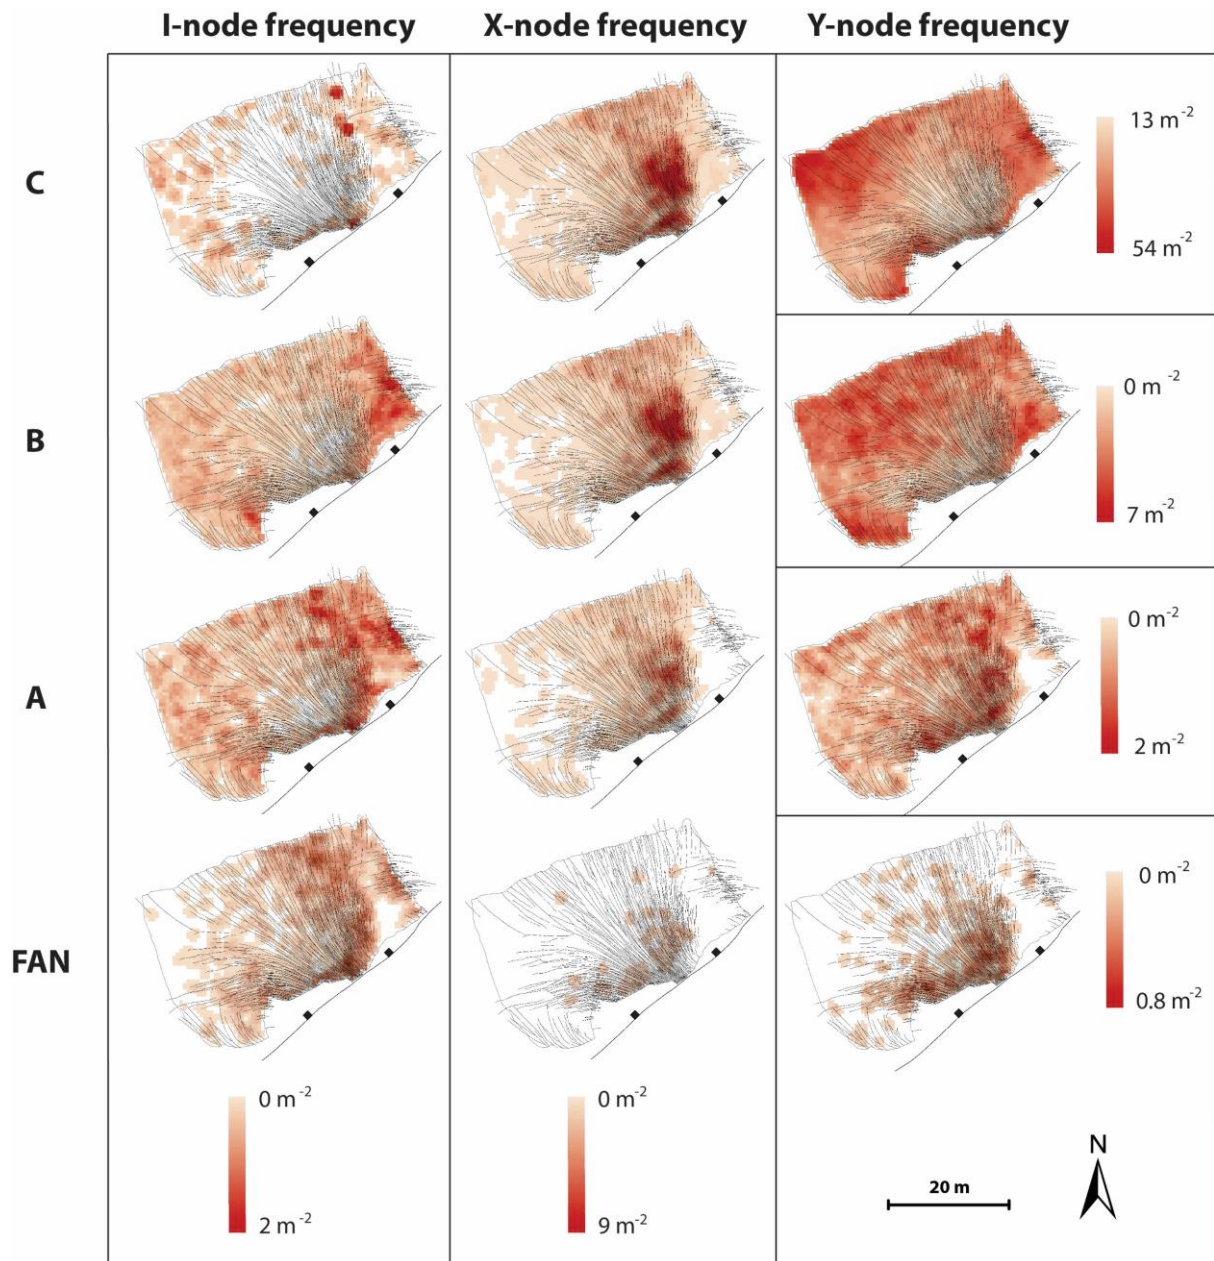 I-node frequency X-node frequency Y-node frequency
C
13 m⁻²
54 m⁻²
B
0 m⁻²
7 m⁻²
A
0 m⁻²
2 m⁻²
FAN
0 m⁻²
0.8 m⁻²
0 m⁻²
2 m⁻²
0 m⁻²
9 m⁻²
20 m
N